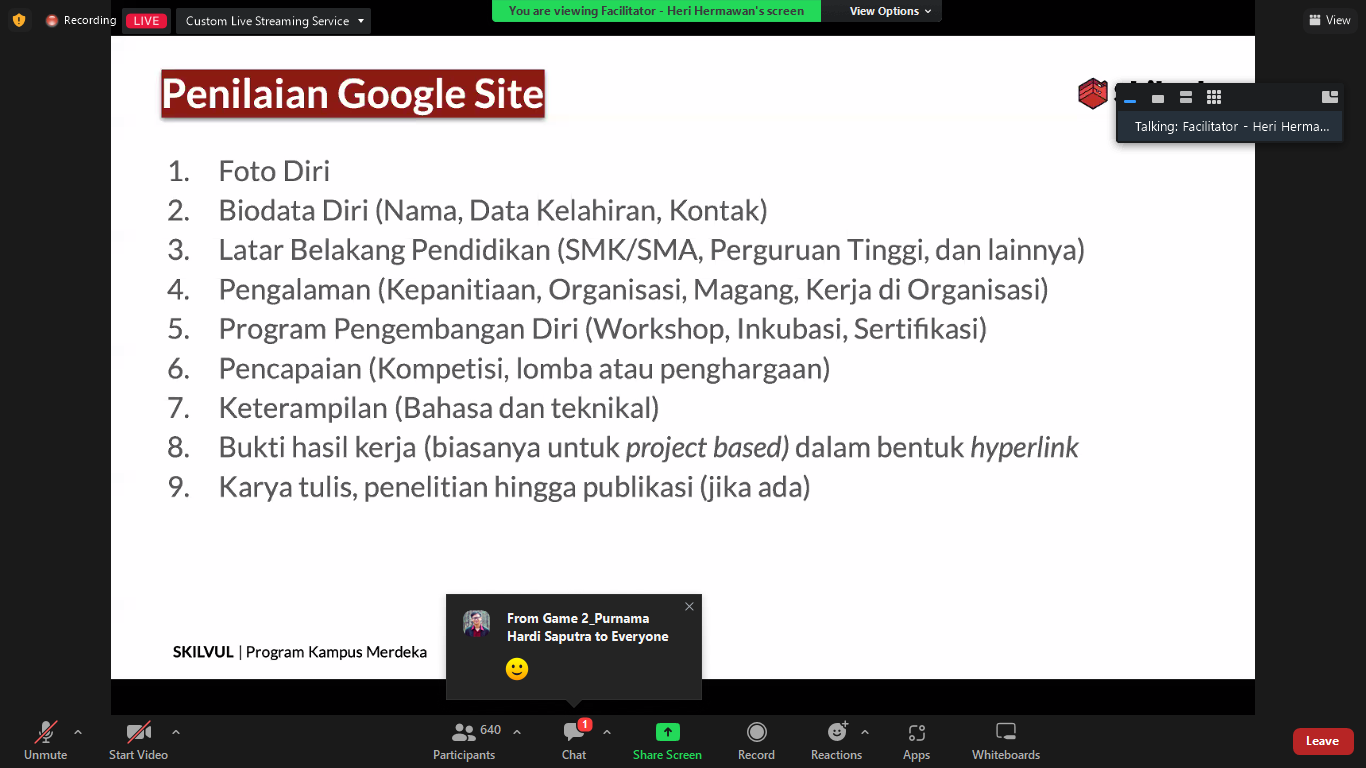 Recording
LIVE
Custom Live Streaming Service
You are viewing Facilitator - Heri Hermawan's screen
View Options
View
Penilaian Google Site
Talking: Facilitator - Heri Herma...
1. Foto Diri
2. Biodata Diri (Nama, Data Kelahiran, Kontak)
3. Latar Belakang Pendidikan (SMK/SMA, Perguruan Tinggi, dan lainnya)
4. Pengalaman (Kepanitiaan, Organisasi, Magang, Kerja di Organisasi)
5. Program Pengembangan Diri (Workshop, Inkubasi, Sertifikasi)
6. Pencapaian (Kompetisi, lomba atau penghargaan)
7. Keterampilan (Bahasa dan teknikal)
8. Bukti hasil kerja (biasanya untuk project based) dalam bentuk hyperlink
9. Karya tulis, penelitian hingga publikasi (jika ada)
From Game 2_Purnama
Hardi Saputra to Everyone
🙂
SKILVUL | Program Kampus Merdeka
Unmute
Start Video
640
Participants
1
Chat
Share Screen
Record
Reactions
Apps
Whiteboards
Leave